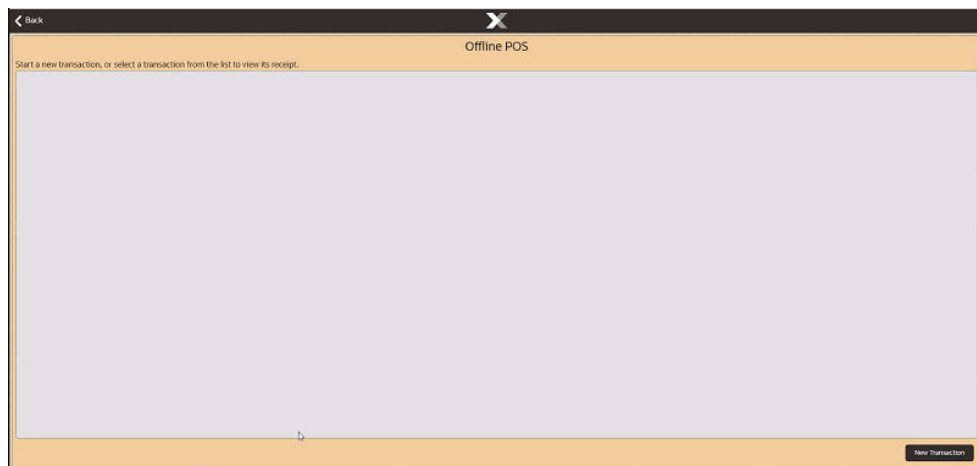 Back
Offline POS
Start a new transaction, or select a transaction from the list to view its receipt.
New Transaction